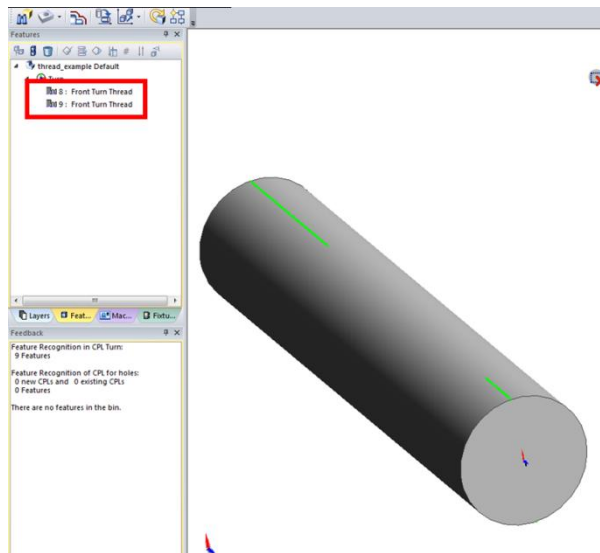 Features
thread_example Default
Turn
8 : Front Turn Thread
9 : Front Turn Thread
Layers
Feat...
Mac...
Fixtu...
Feedback
Feature Recognition in CPL Turn:
9 Features
Feature Recognition of CPL for holes:
0 new CPLs and 0 existing CPLs
0 Features
There are no features in the bin.